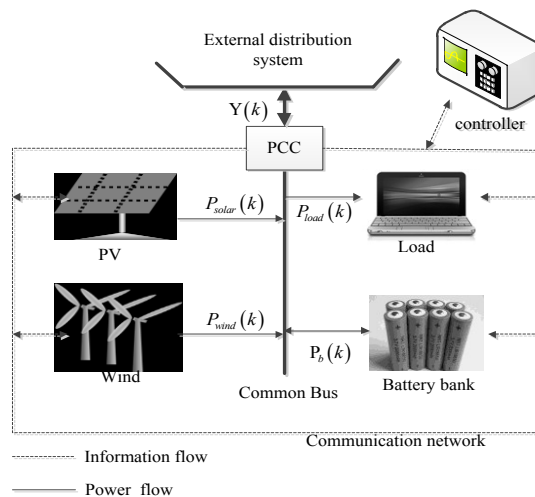 External distribution
system
Y(k)
controller
PCC
P_solar(k)
P_load(k)
PV
Load
P_wind(k)
P_b(k)
Wind
Battery bank
Common Bus
Communication network
Information flow
Power flow